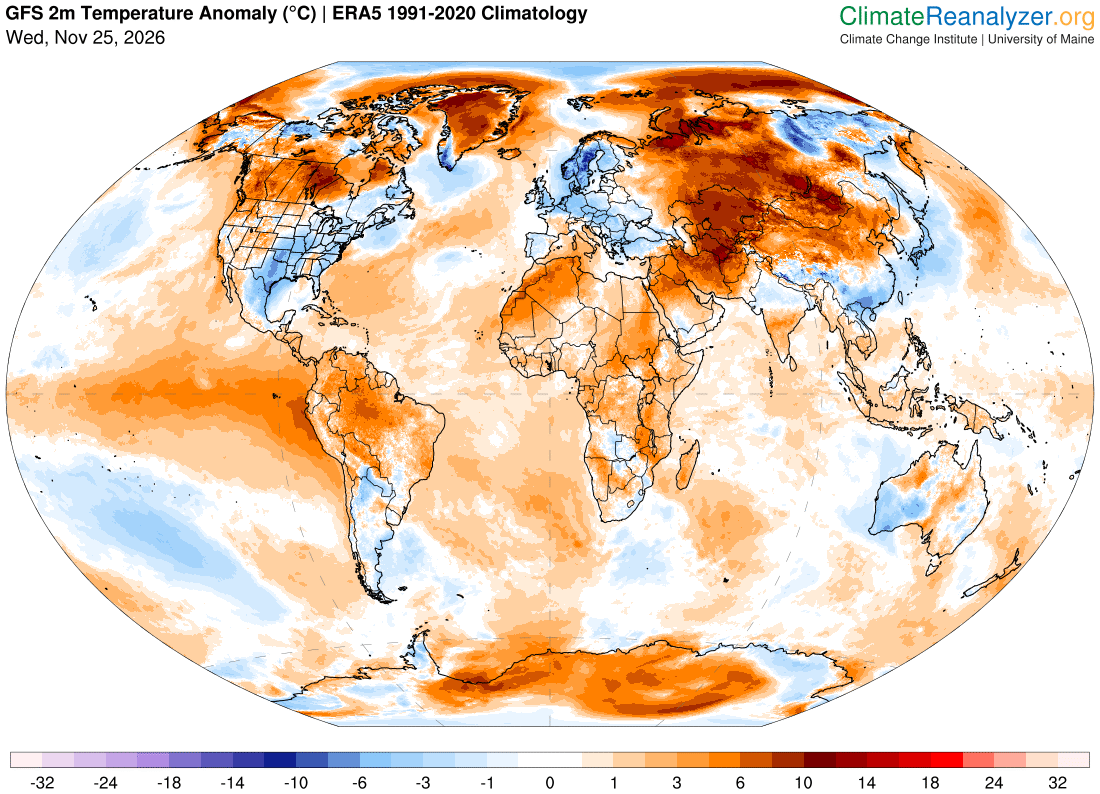 GFS 2m Temperature Anomaly (°C) | ERA5 1991-2020 Climatology
Wed, Nov 25, 2026
ClimateReanalyzer.org
Climate Change Institute | University of Maine
-32 -24 -18 -14 -10 -6 -3 -1 0 1 3 6 10 14 18 24 32